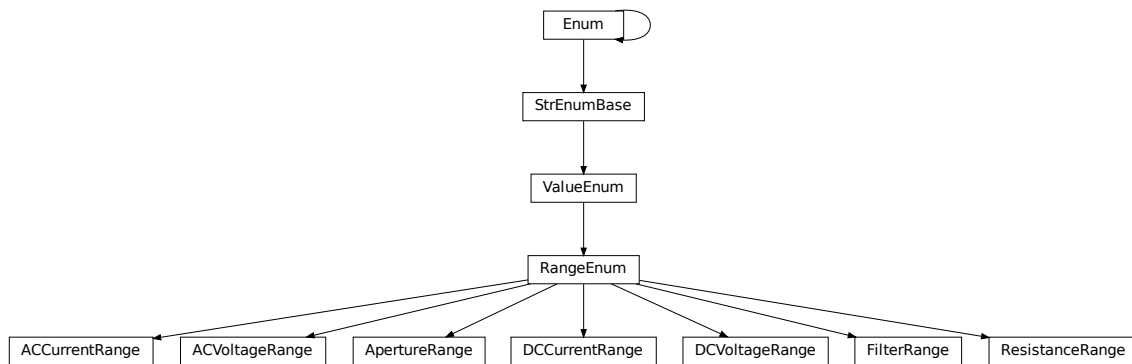 Enum
StrEnumBase
ValueEnum
RangeEnum
ACCurrentRange
ACVoltageRange
ApertureRange
DCCurrentRange
DCVoltageRange
FilterRange
ResistanceRange